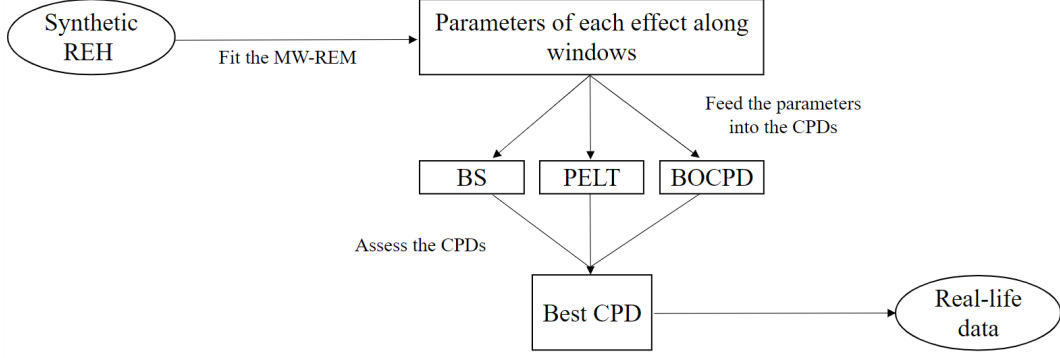 Synthetic
REH
Fit the MW-REM
Parameters of each effect along
windows
Feed the parameters
into the CPDs
BS
PELT
BOCPD
Assess the CPDs
Best CPD
Real-life
data